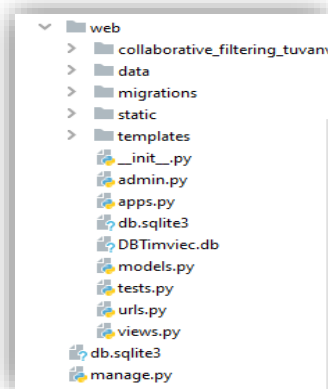 web
collaborative_filtering_tuvanv
data
migrations
static
templates
__init__.py
admin.py
apps.py
db.sqlite3
DBTimviec.db
models.py
tests.py
urls.py
views.py
db.sqlite3
manage.py